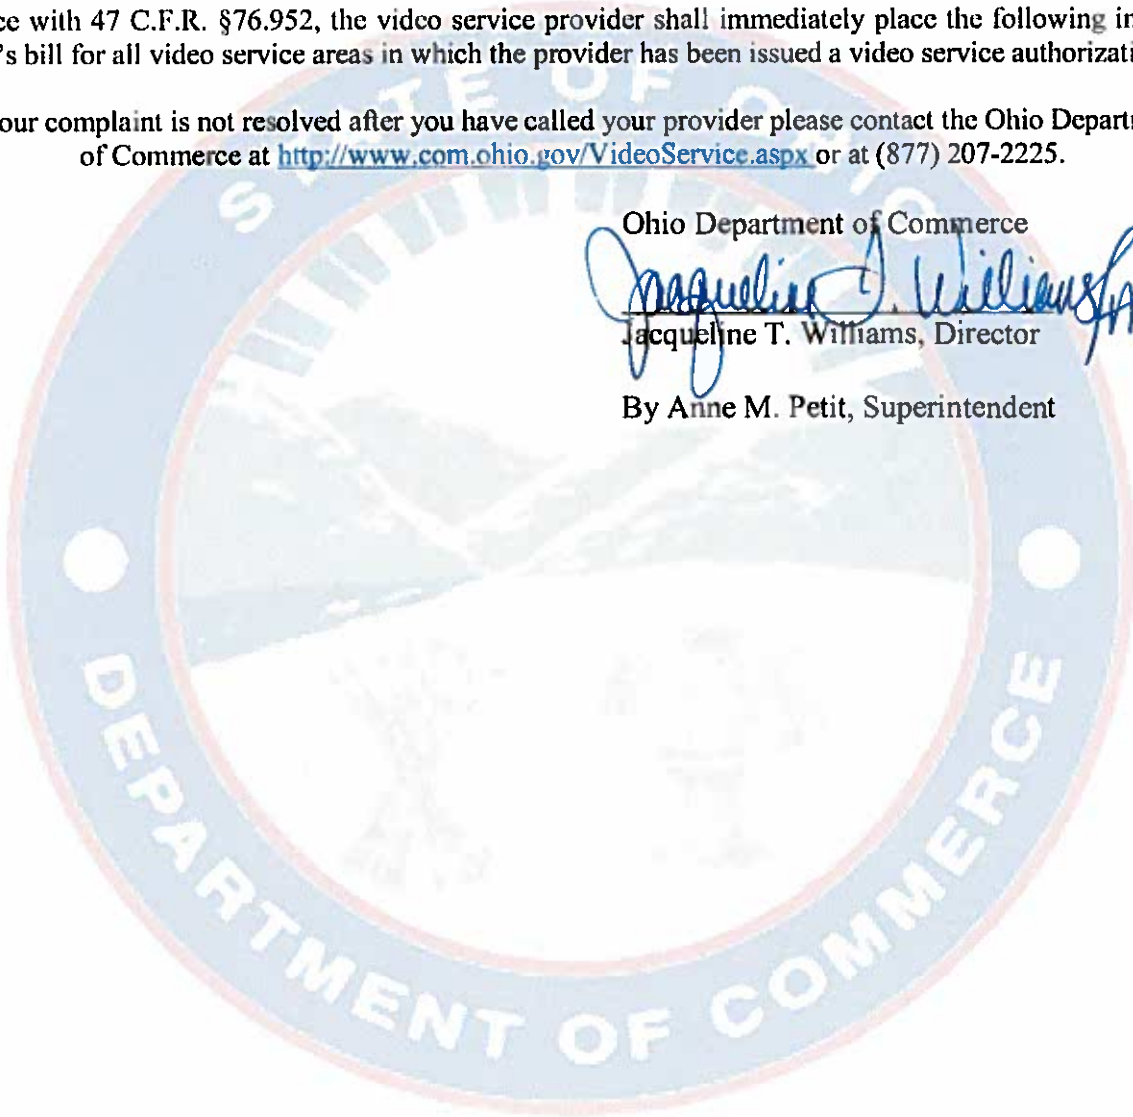 ce with 47 C.F.R. §76.952, the video service provider shall immediately place the following in
's bill for all video service areas in which the provider has been issued a video service authorizati
our complaint is not resolved after you have called your provider please contact the Ohio Depart
of Commerce at http://www.com.ohio.gov/VideoService.aspx or at (877) 207-2225.
Ohio Department of Commerce
Jacqueline T. Williams
Jacqueline T. Williams, Director
By Anne M. Petit, Superintendent
STATE OF OHIO
DEPARTMENT OF COMMERCE